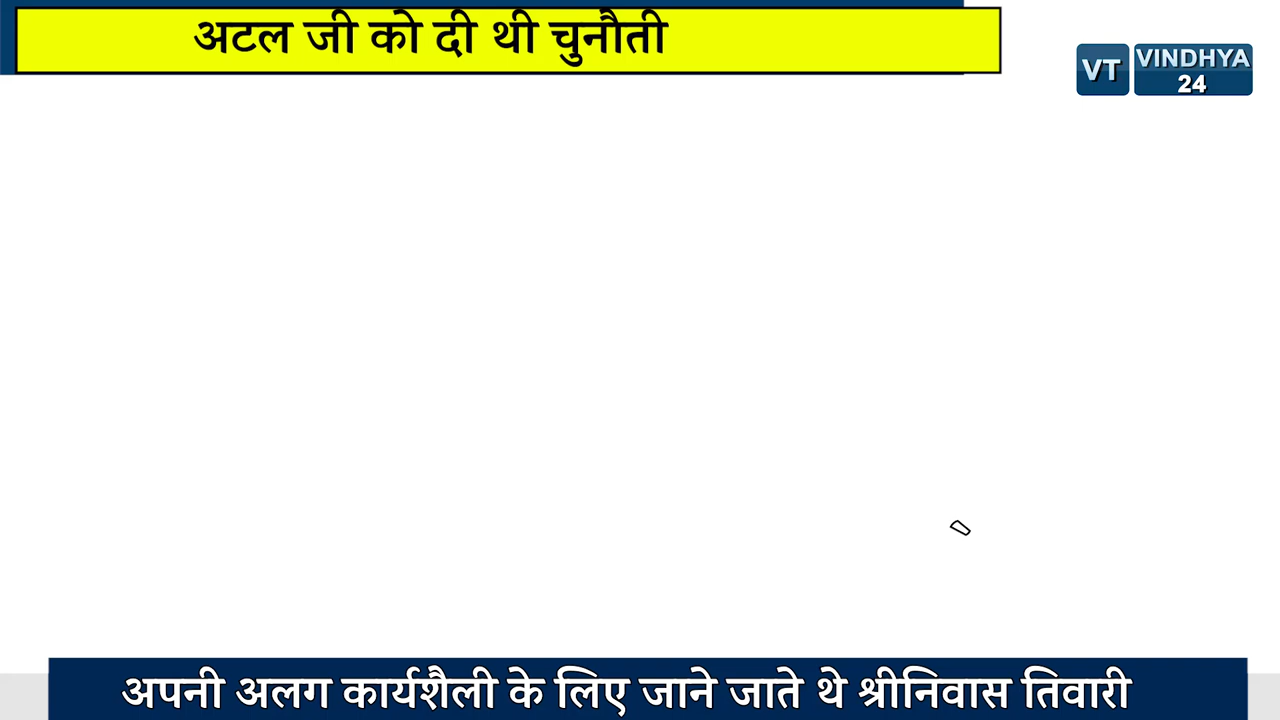 अटल जी को दी थी चुनौती
VT VINDHYA
24
अपनी अलग कार्यशैली के लिए जाने जाते थे श्रीनिवास तिवारी